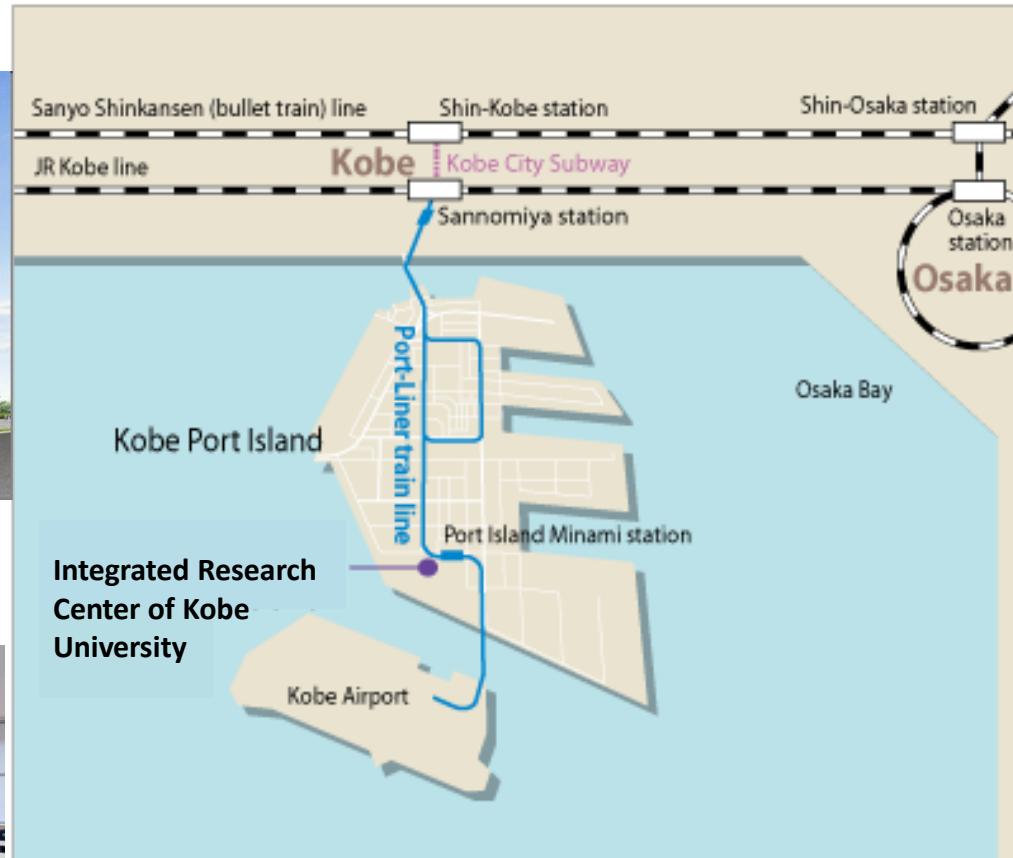 Sanyo Shinkansen (bullet train) line
Shin-Kobe station
Shin-Osaka station
JR Kobe line
Kobe
Kobe City Subway
Sannomiya station
Osaka
station
Osaka
Port-Liner train line
Osaka Bay
Kobe Port Island
Port Island Minami station
Integrated Research
Center of Kobe
University
Kobe Airport